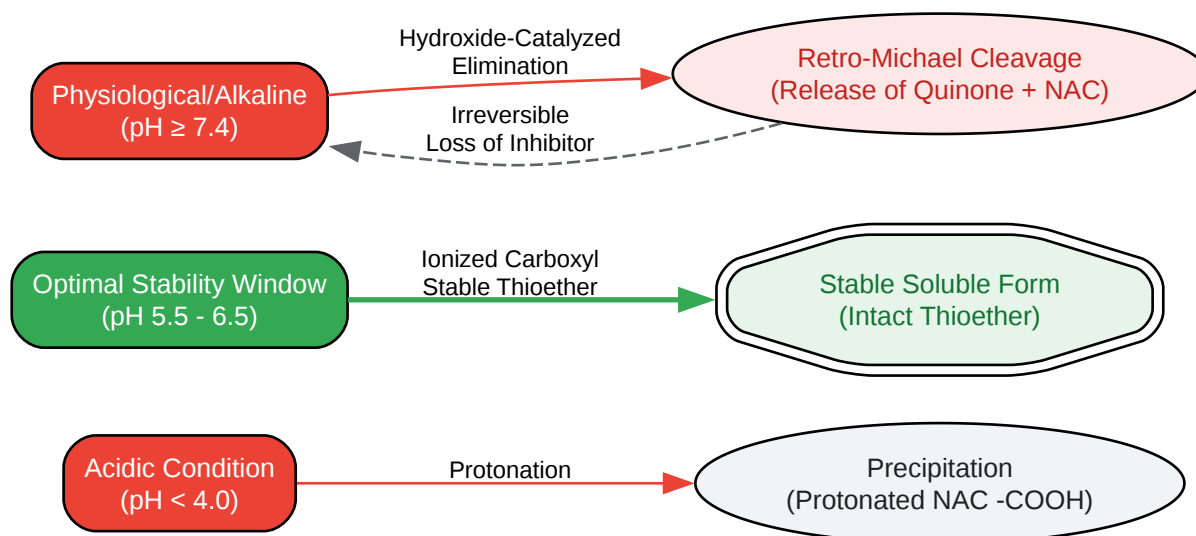 Physiological/Alkaline
(pH ≥ 7.4)
Hydroxide-Catalyzed
Elimination
Irreversible
Loss of Inhibitor
Retro-Michael Cleavage
(Release of Quinone + NAC)
Optimal Stability Window
(pH 5.5 - 6.5)
Ionized Carboxyl
Stable Thioether
Stable Soluble Form
(Intact Thioether)
Acidic Condition
(pH < 4.0)
Protonation
Precipitation
(Protonated NAC -COOH)